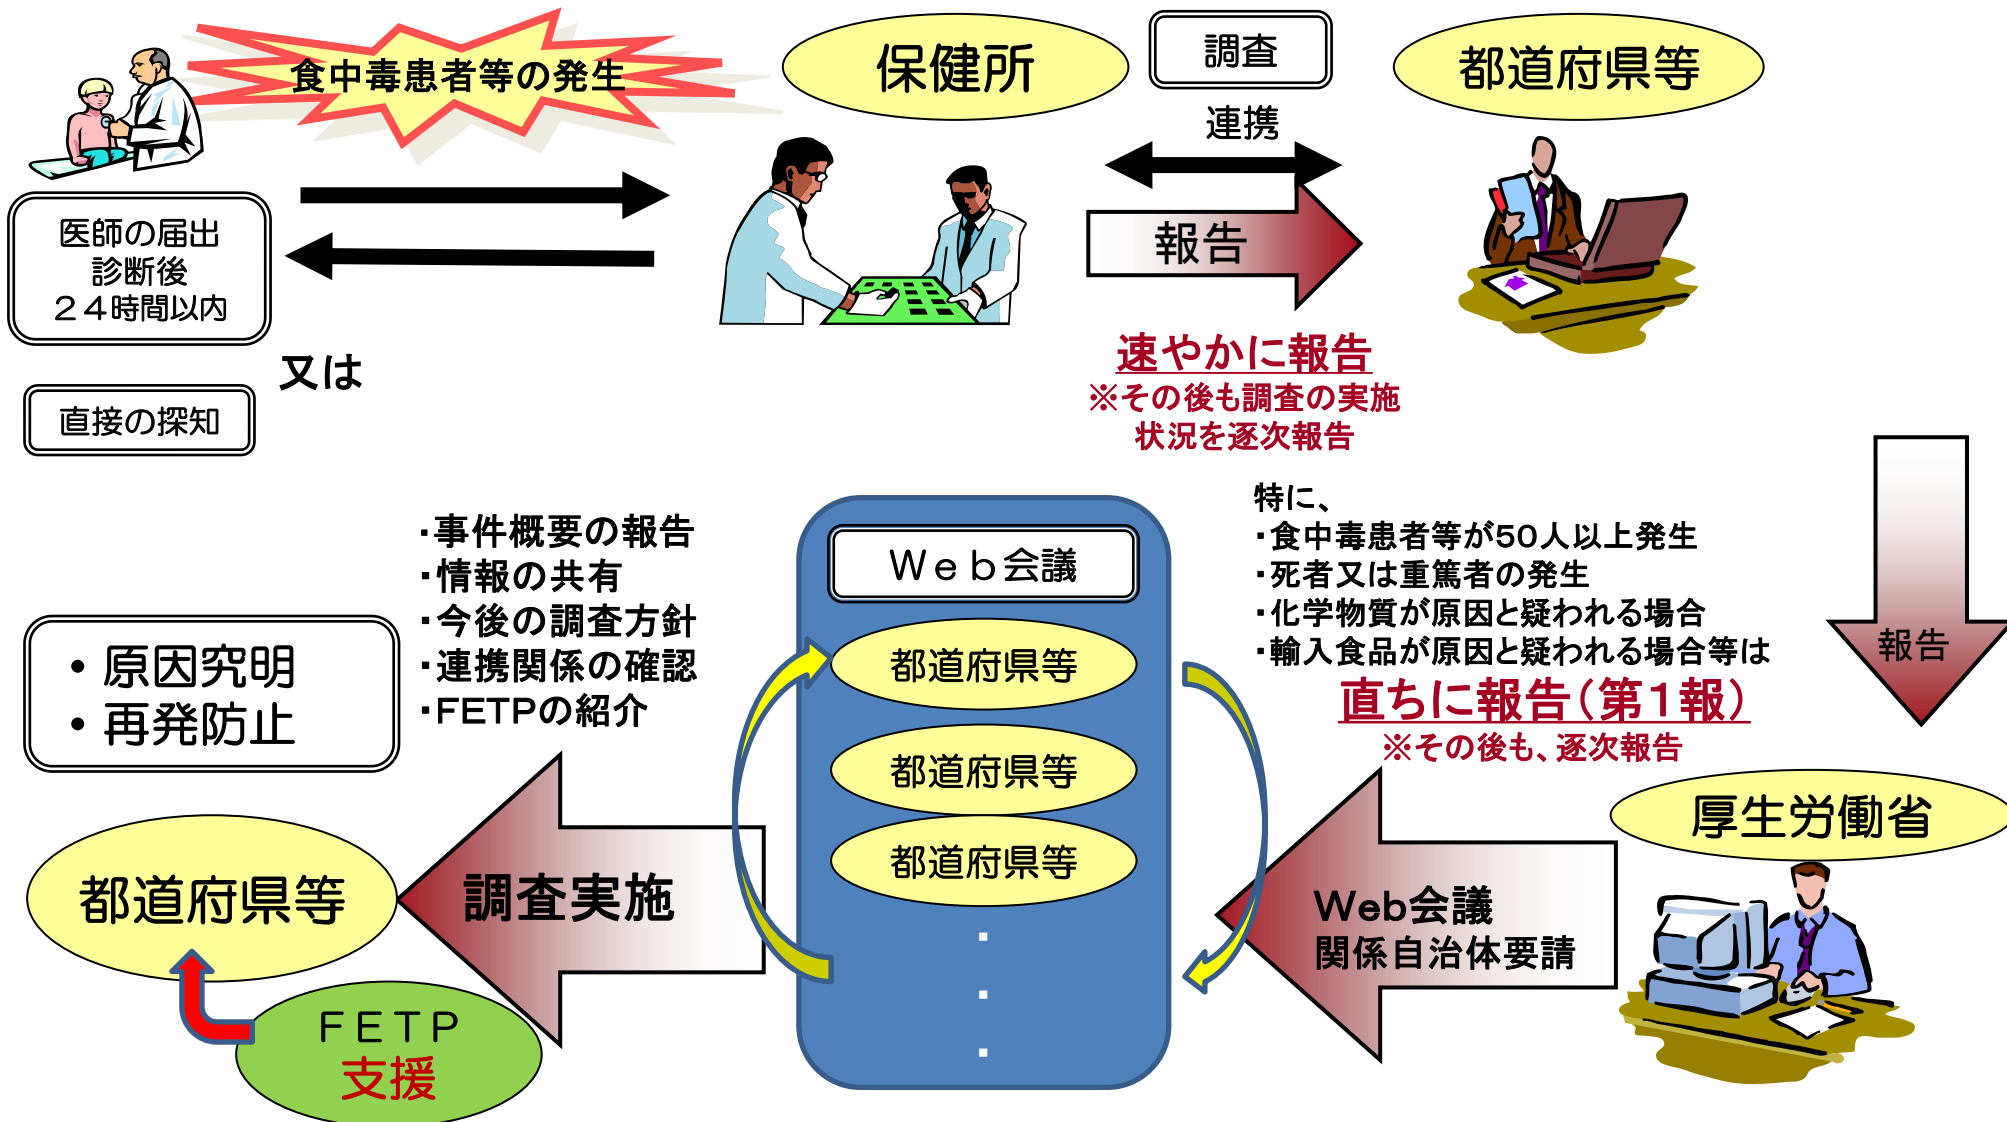 食中毒患者等の発生
保健所
調査
連携
都道府県等
医師の届出
診断後
２４時間以内
又は
直接の探知
報告
速やかに報告
※その後も調査の実施
状況を逐次報告
報告
特に、
・食中毒患者等が50人以上発生
・死者又は重篤者の発生
・化学物質が原因と疑われる場合
・輸入食品が原因と疑われる場合等は
直ちに報告（第１報）
※その後も、逐次報告
厚生労働省
Web会議
関係自治体要請
Ｗｅｂ会議
都道府県等
都道府県等
都道府県等
・
・
・
・事件概要の報告
・情報の共有
・今後の調査方針
・連携関係の確認
・FETPの紹介
調査実施
• 原因究明
• 再発防止
都道府県等
ＦＥＴＰ
支援